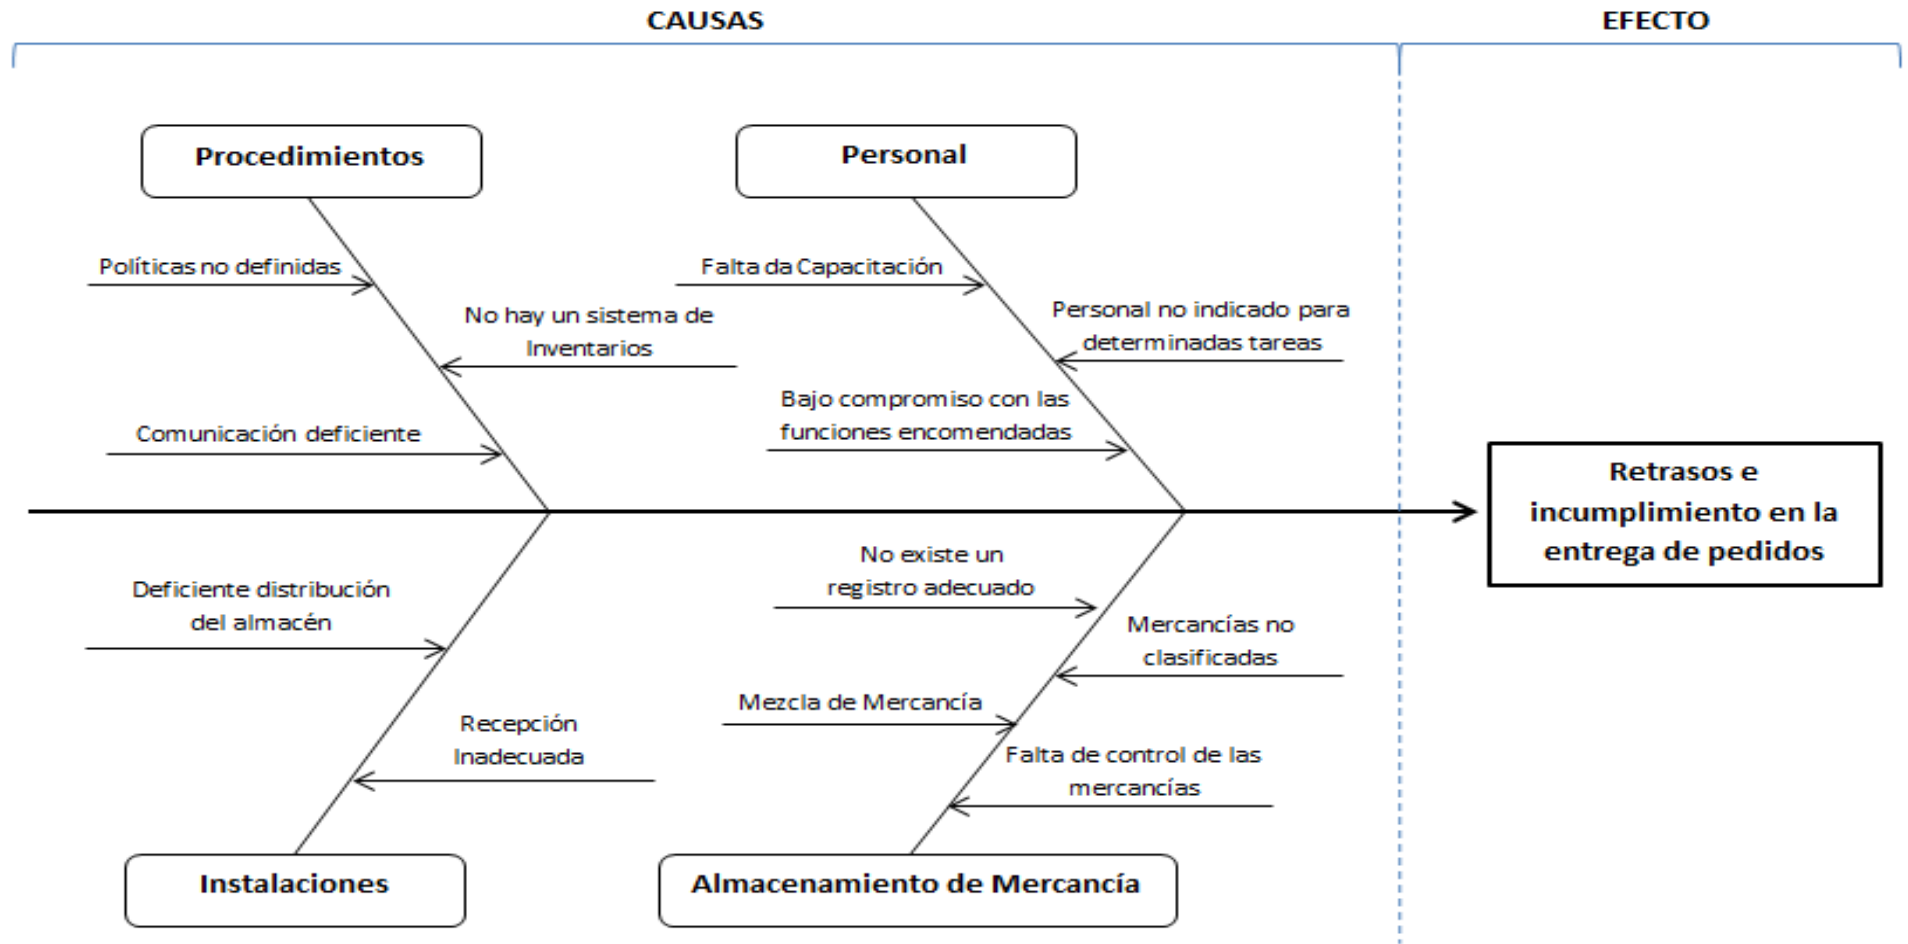 CAUSAS
EFECTO
Procedimientos
Personal
Políticas no definidas
No hay un sistema de
Inventarios
Comunicación deficiente
Falta da Capacitación
Personal no indicado para
determinadas tareas
Bajo compromiso con las
funciones encomendadas
Retrasos e
incumplimiento en la
entrega de pedidos
Deficiente distribución
del almacén
Recepción
Inadecuada
No existe un
registro adecuado
Mercancías no
clasificadas
Mezcla de Mercancía
Falta de control de las
mercancías
Instalaciones
Almacenamiento de Mercancía